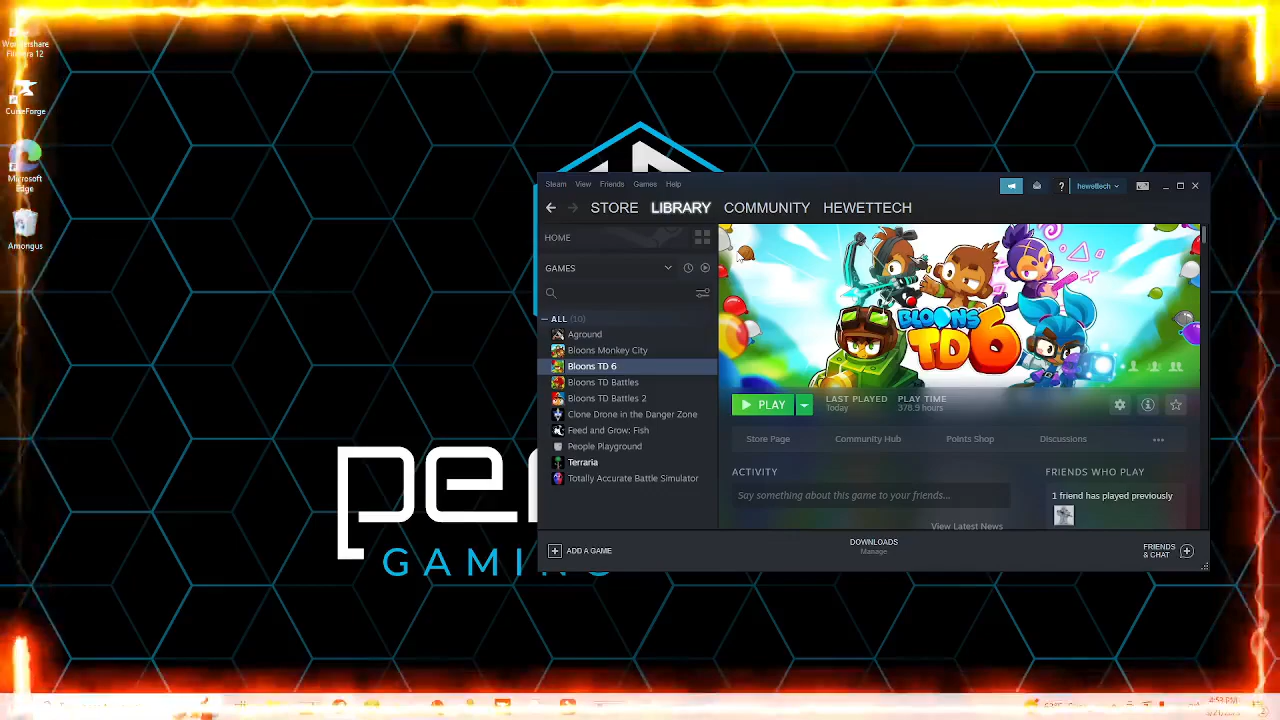 Wondershare
Filmora 12
CurseForge
Microsoft
Edge
Amongus
Steam View Friends Games Help
? hewettech
STORE LIBRARY COMMUNITY HEWETTECH
HOME
GAMES
ALL (10)
Aground
Bloons Monkey City
Bloons TD 6
Bloons TD Battles
Bloons TD Battles 2
Clone Drone in the Danger Zone
Feed and Grow: Fish
People Playground
Terraria
Totally Accurate Battle Simulator
BLOONS
TD 6
PLAY
LAST PLAYED
Today
PLAY TIME
378.9 hours
Store Page Community Hub Points Shop Discussions
ACTIVITY
Say something about this game to your friends...
View Latest News
FRIENDS WHO PLAY
1 friend has played previously
ADD A GAME
DOWNLOADS
Manage
FRIENDS
& CHAT
GAMING
4:53 PM